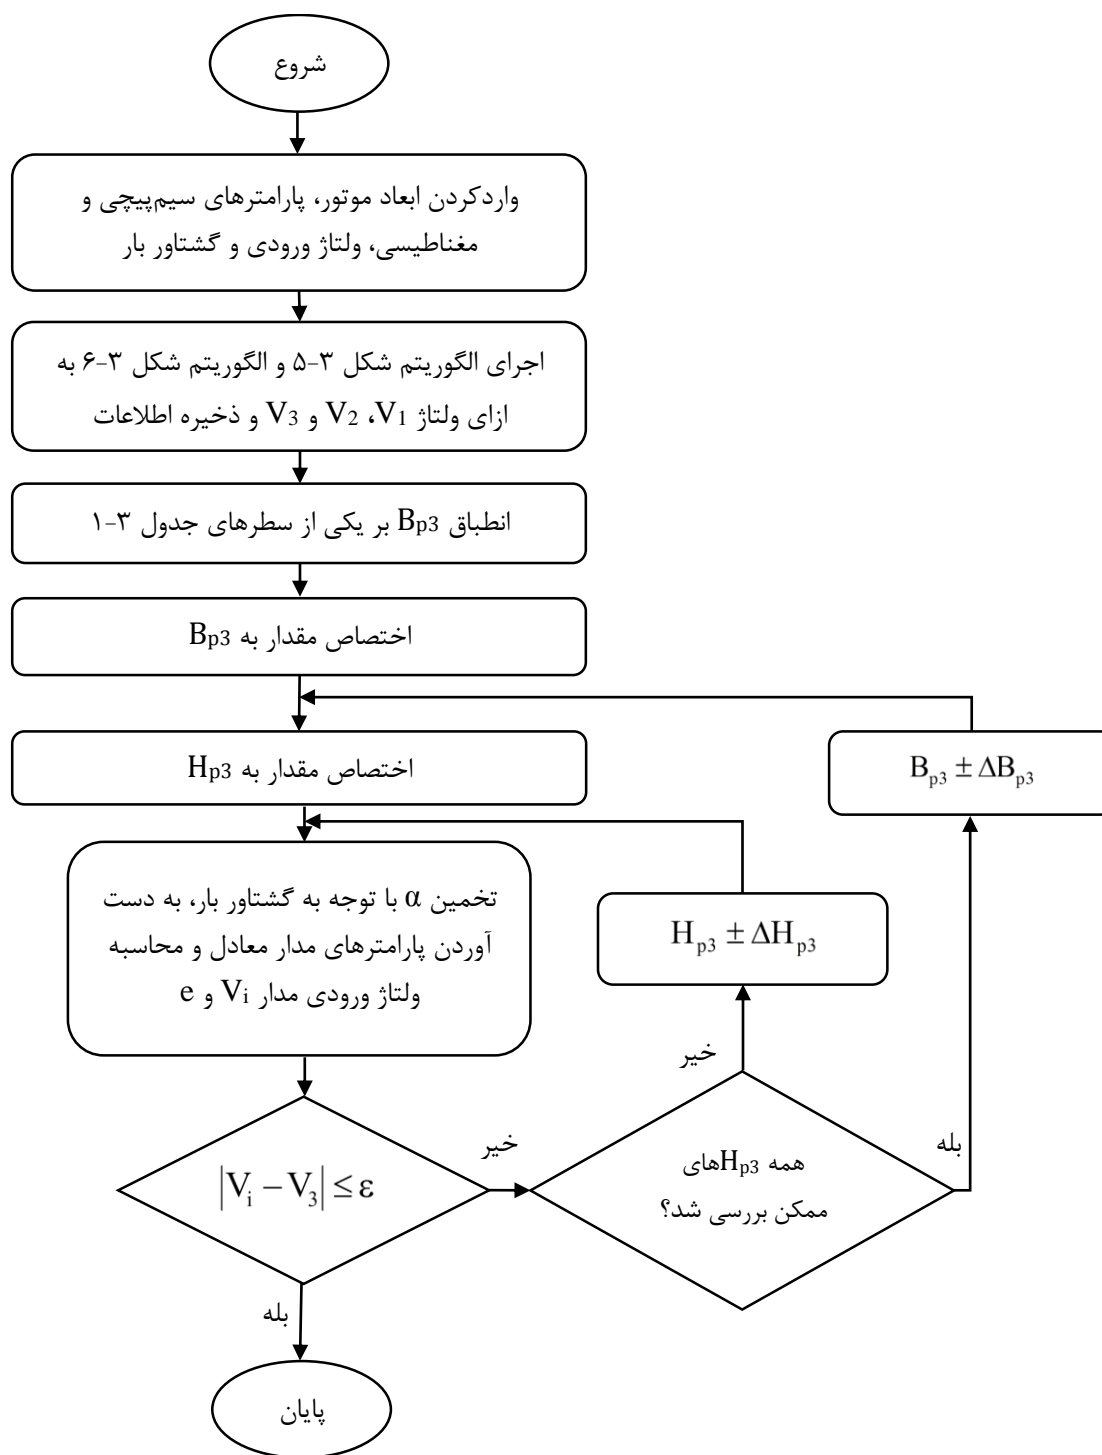 شروع
واردکردن ابعاد موتور، پارامترهای سیم‌پیچی و
مغناطیسی، ولتاژ ورودی و گشتاور بار
اجرای الگوریتم شکل ۳-۵ و الگوریتم شکل ۳-۶ به
ازای ولتاژ V1، V2 و V3 و ذخیره اطلاعات
انطباق Bp3 بر یکی از سطرهای جدول ۳-۱
اختصاص مقدار به Bp3
اختصاص مقدار به Hp3
Bp3 ± ΔBp3
تخمین α با توجه به گشتاور بار، به دست
آوردن پارامترهای مدار معادل و محاسبه
ولتاژ ورودی مدار Vi و e
Hp3 ± ΔHp3
خیر
خیر
بله
|Vi – V3| ≤ ε
همه Hp3های
ممکن بررسی شد؟
بله
پایان